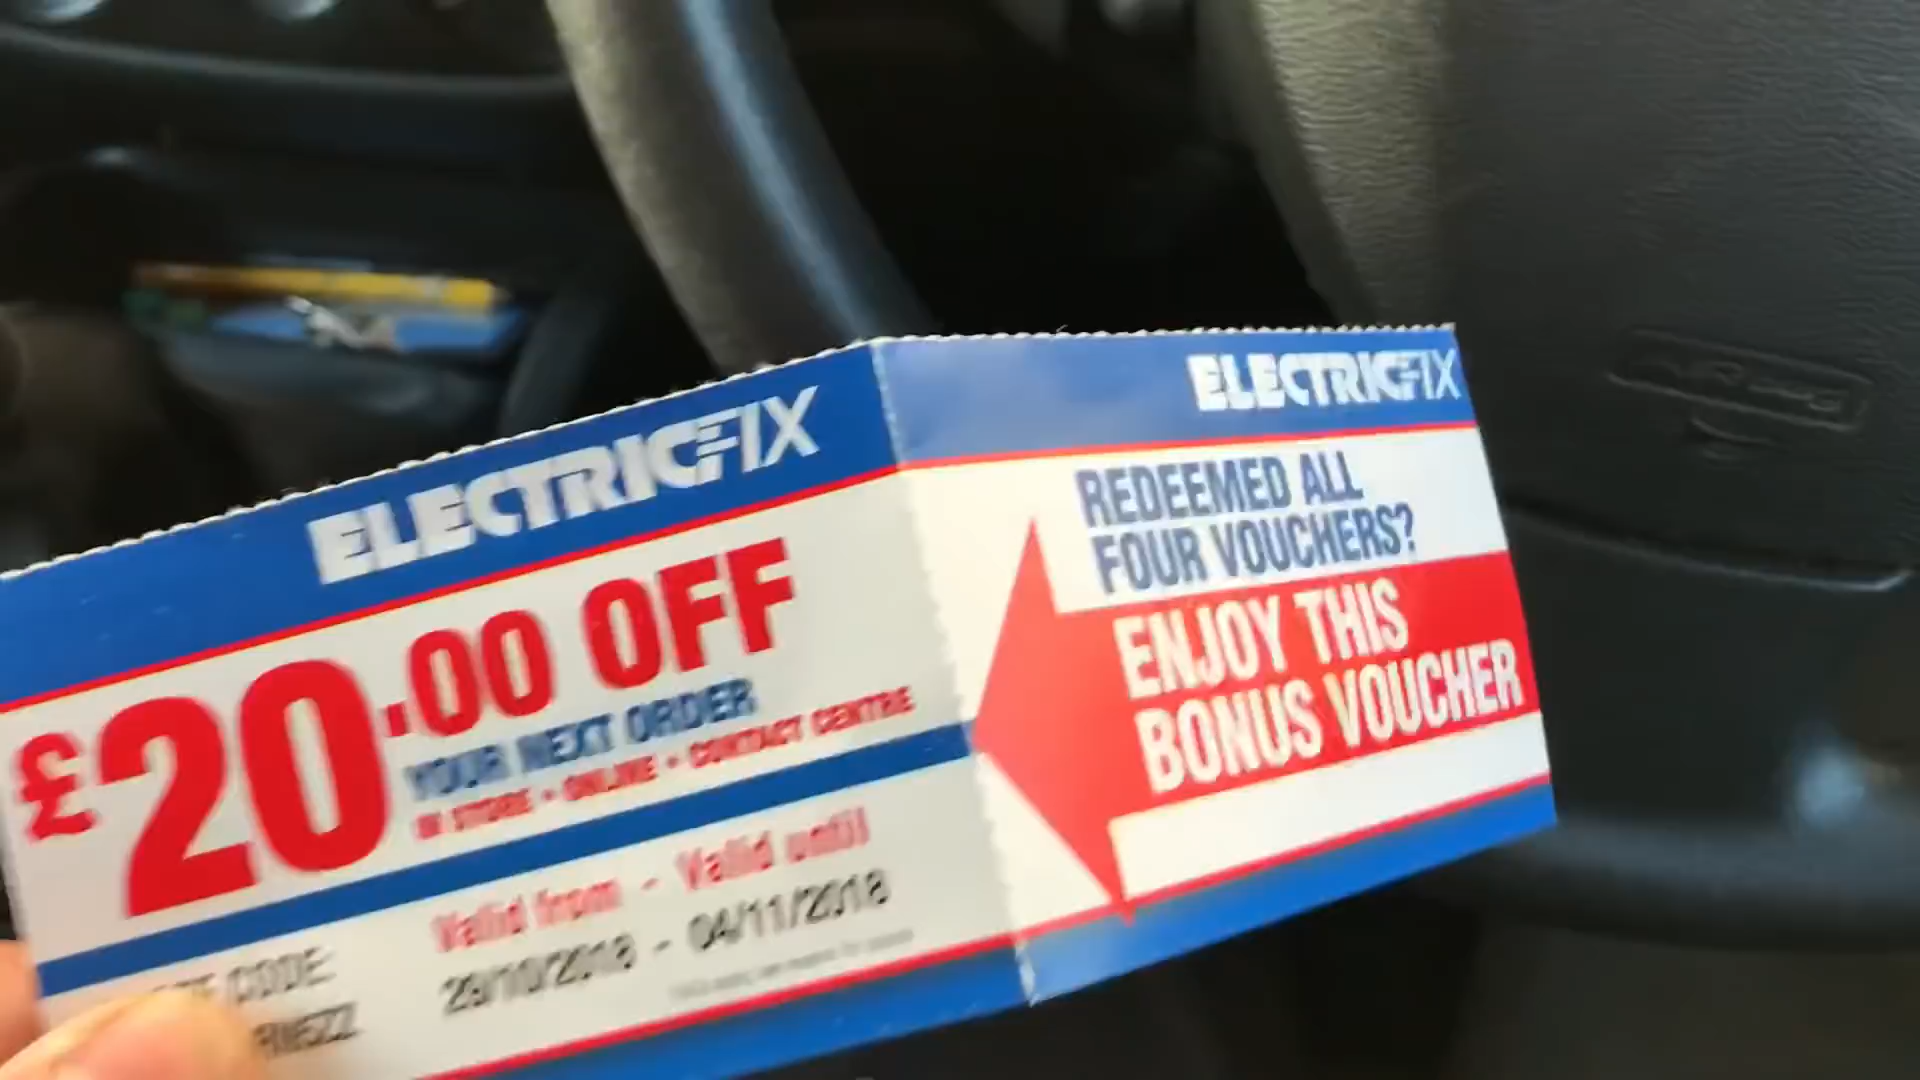 ELECTRICFIX
£20.00 OFF
YOUR NEXT ORDER
IN STORE • ONLINE • CONTACT CENTRE
Valid from - Valid until
29/10/2018 - 04/11/2018
CODE:
ELECTRICFIX
REDEEMED ALL
FOUR VOUCHERS?
ENJOY THIS
BONUS VOUCHER